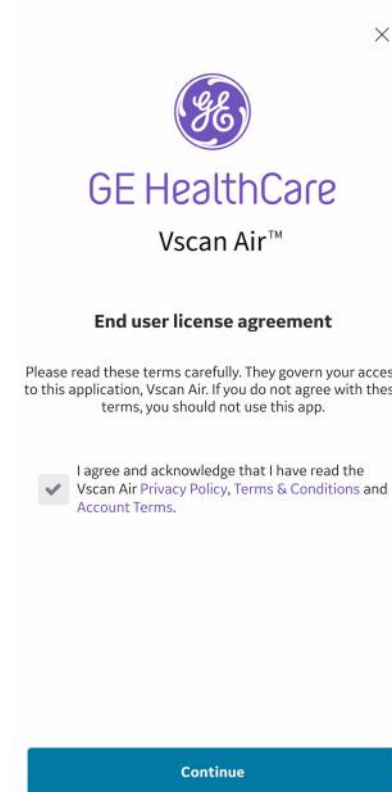 GE
GE HealthCare
Vscan Air™
End user license agreement
Please read these terms carefully. They govern your acces
to this application, Vscan Air. If you do not agree with thes
terms, you should not use this app.
I agree and acknowledge that I have read the
Vscan Air Privacy Policy, Terms & Conditions and
Account Terms.
Continue